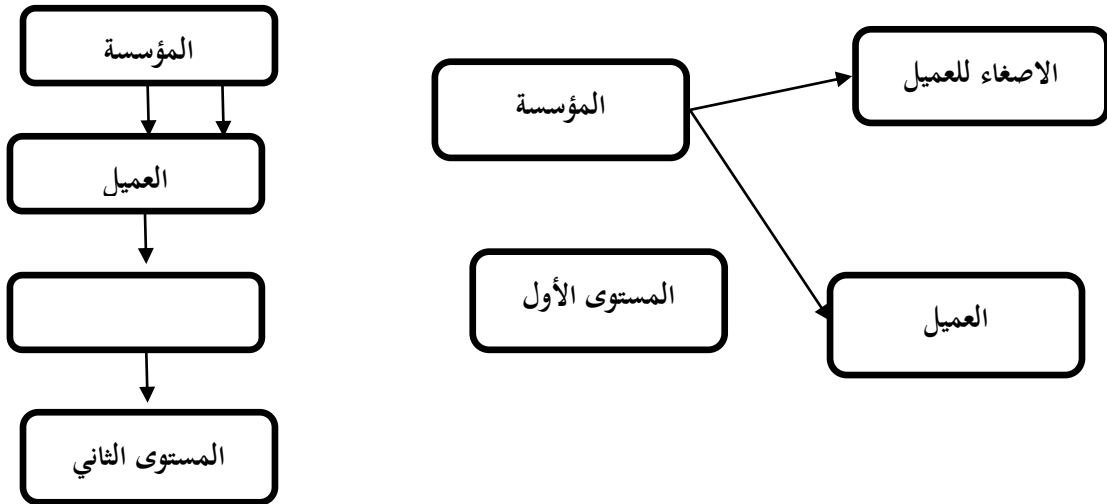 الاصغاء للعميل
المؤسسة
العميل
المستوى الأول
المؤسسة
العميل
المستوى الثاني